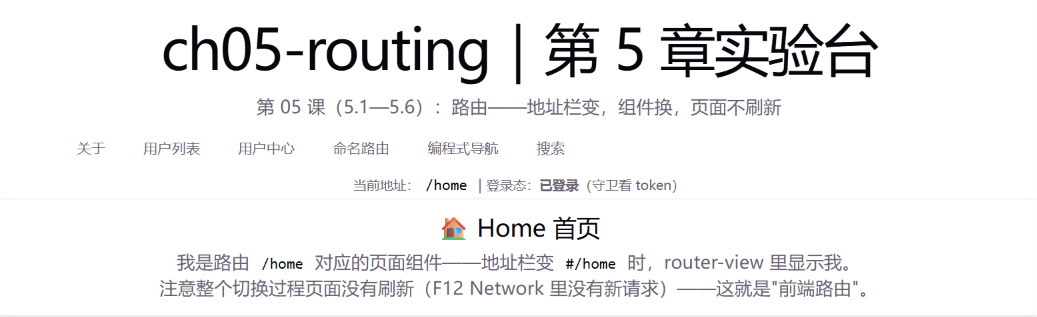 ch05-routing | 第 5 章实验台
第 05 课（5.1—5.6）：路由——地址栏变，组件换，页面不刷新
关于 用户列表 用户中心 命名路由 编程式导航 搜索
当前地址： /home | 登录态：已登录（守卫看 token）
Home 首页
我是路由 /home 对应的页面组件——地址栏变 #/home 时，router-view 里显示我。
注意整个切换过程页面没有刷新（F12 Network 里没有新请求）——这就是"前端路由"。